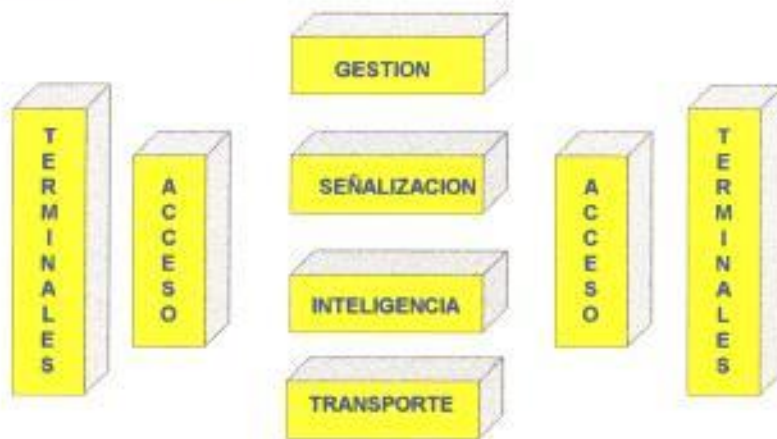 TERMINALES
ACCESO
GESTION
SEÑALIZACION
INTELIGENCIA
TRANSPORTE
ACCESO
TERMINALES